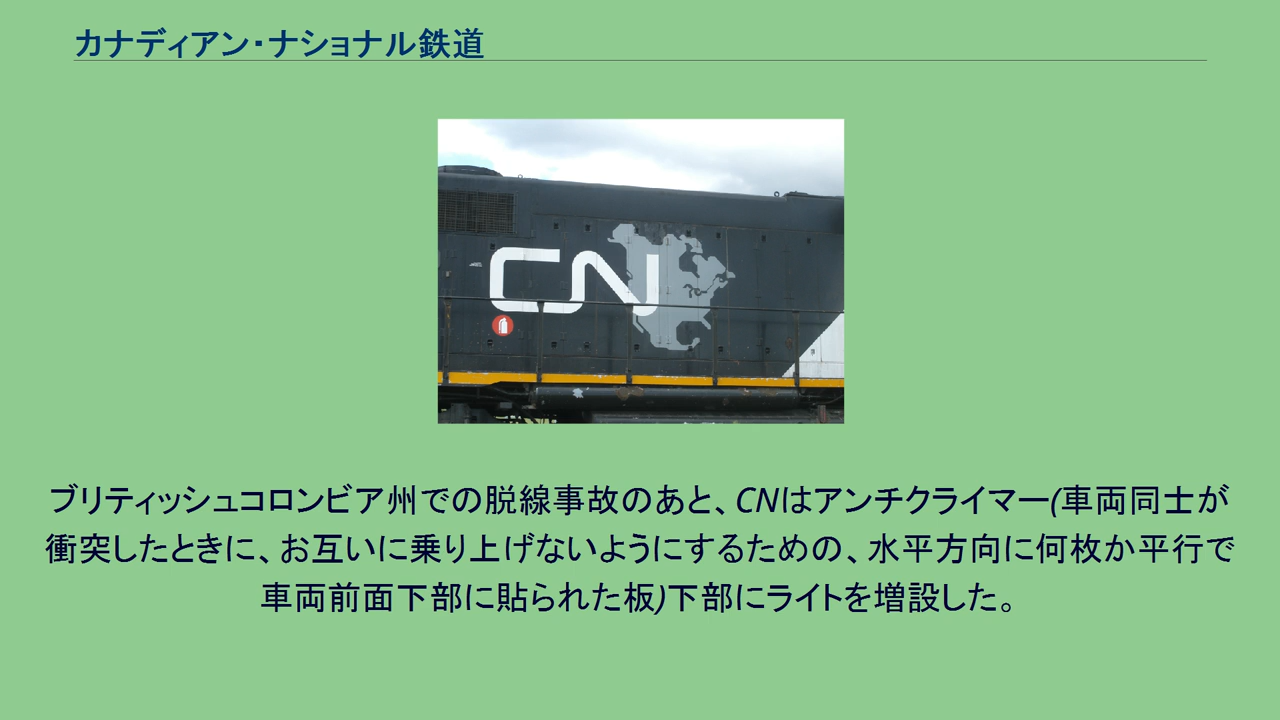 カナディアン・ナショナル鉄道
CN
ブリティッシュコロンビア州での脱線事故のあと、CNはアンチクライマー(車両同士が
衝突したときに、お互いに乗り上げないようにするための、水平方向に何枚か平行で
車両前面下部に貼られた板)下部にライトを増設した。